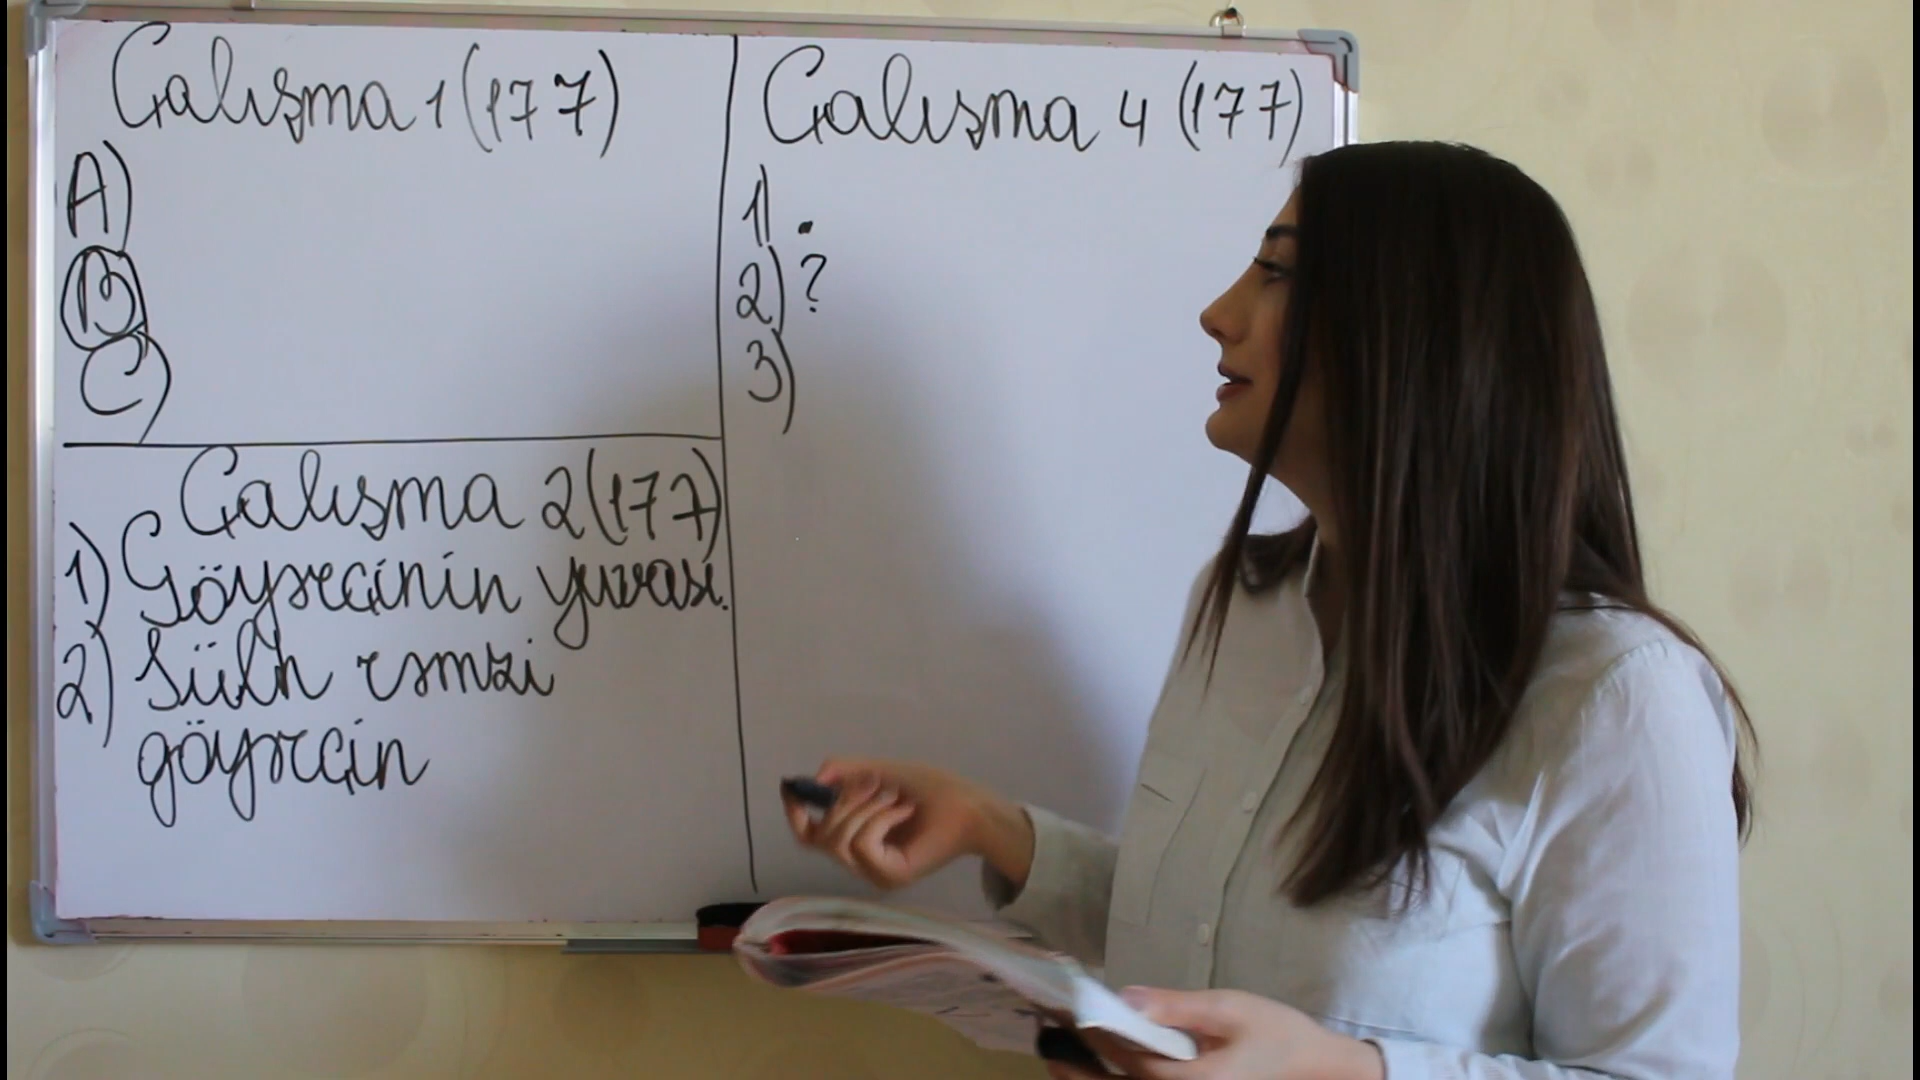 Çalışma 1 (177)
A)
B)
C)
Çalışma 2 (177)
1) Göyərçinin yuvası.
2) Sülh rəmzi
göyərçin
Çalışma 4 (177)
1) .
2) ?
3)